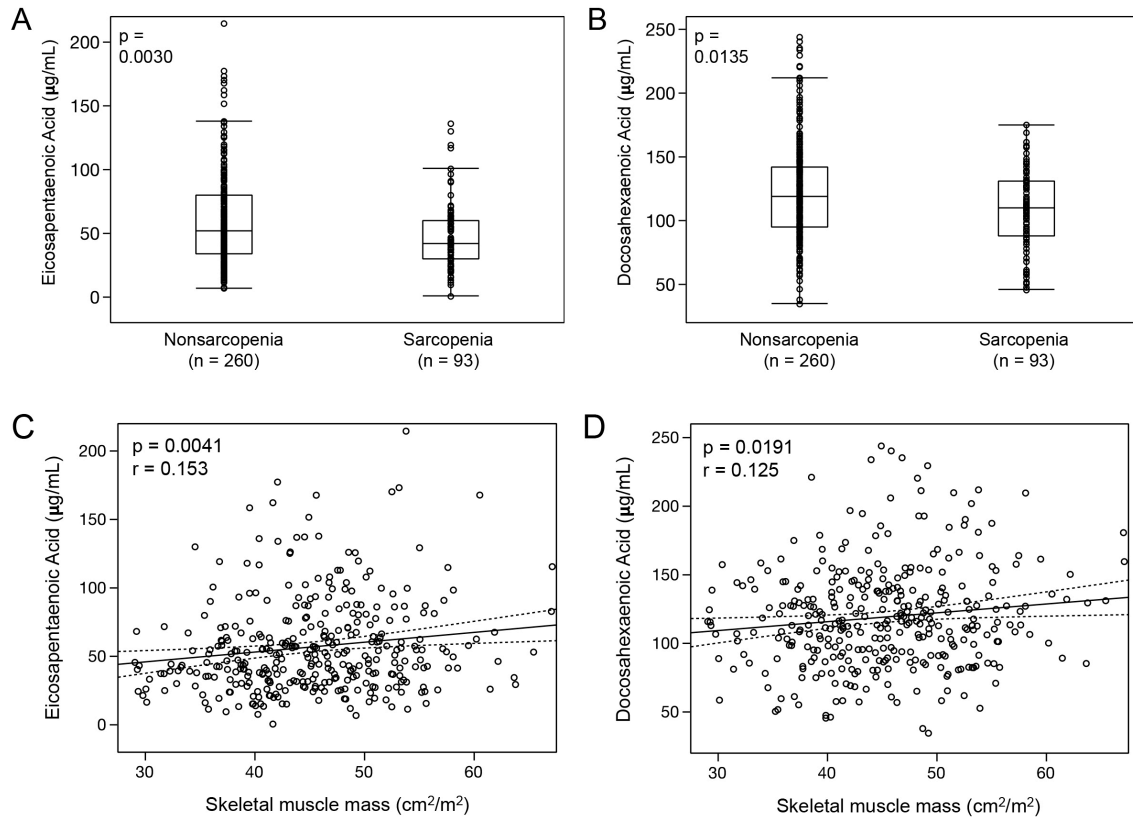 A
Eicosapentaenoic Acid (μg/mL)
p =
0.0030
200
150
100
50
0
Nonsarcopenia
(n = 260)
Sarcopenia
(n = 93)
B
Docosahexaenoic Acid (μg/mL)
p =
0.0135
250
200
150
100
50
Nonsarcopenia
(n = 260)
Sarcopenia
(n = 93)
C
Eicosapentaenoic Acid (μg/mL)
p = 0.0041
r = 0.153
200
150
100
50
0
30 40 50 60
Skeletal muscle mass (cm²/m²)
D
Docosahexaenoic Acid (μg/mL)
p = 0.0191
r = 0.125
250
200
150
100
50
30 40 50 60
Skeletal muscle mass (cm²/m²)